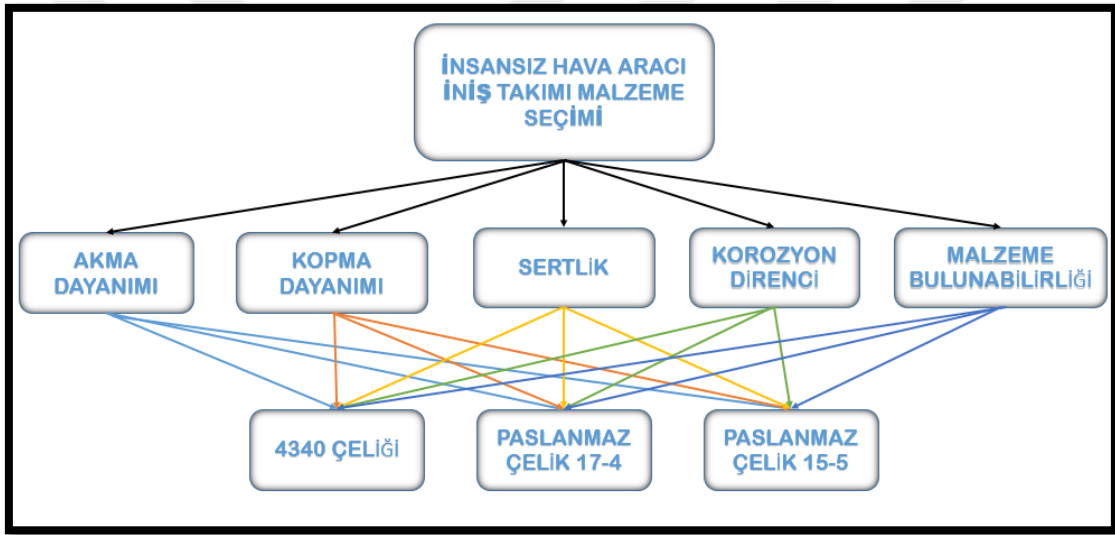 İNSANSIZ HAVA ARACI
İNİŞ TAKIMI MALZEME
SEÇİMİ
AKMA
DAYANIMI
KOPMA
DAYANIMI
SERTLİK
KOROZYON
DİRENCİ
MALZEME
BULUNABİLİRLİĞİ
4340 ÇELİĞİ
PASLANMAZ
ÇELİK 17-4
PASLANMAZ
ÇELİK 15-5